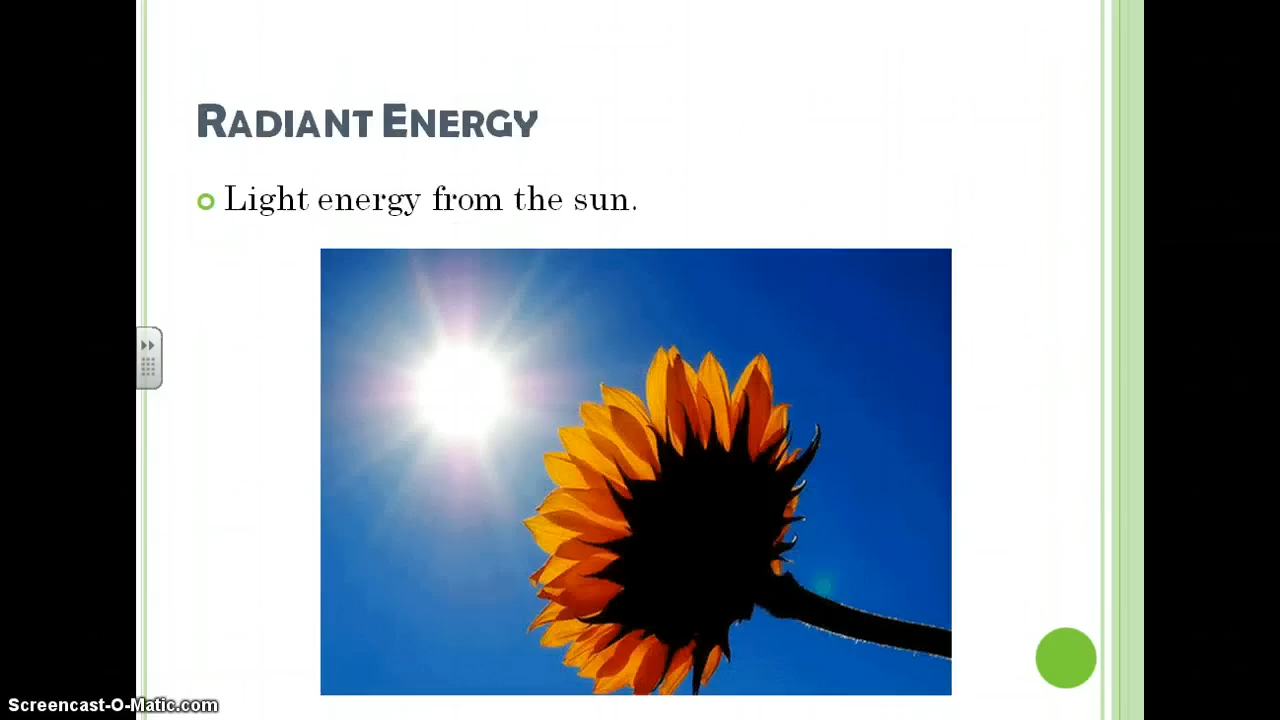 RADIANT ENERGY
Light energy from the sun.
Screencast-O-Matic.com